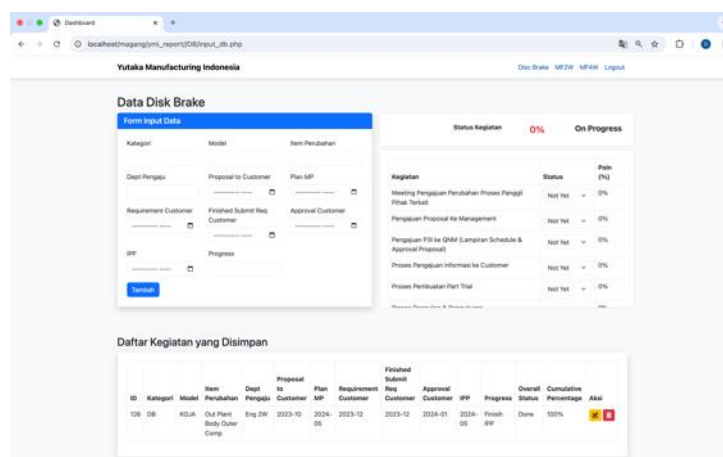 Dashboard
localhost/magang/ymi_report/DB/input_db.php
Yutaka Manufacturing Indonesia
Disc Brake MF2W MF4W Logout
Data Disk Brake
Form Input Data
Kategori Model Item Perubahan
Dept Pengaju Proposal to Customer Plan MP
Requirement Customer Finished Submit Req Customer Approval Customer
IPP Progress
Tambah
Status Kegiatan 0% On Progress
Kegiatan Status Poin (%)
Meeting Pengajuan Perubahan Proses Panggil Pihak Terkait Not Yet 0%
Pengajuan Proposal Ke Management Not Yet 0%
Pengajuan P3I ke QNM (Lampiran Schedule & Approval Proposal) Not Yet 0%
Proses Pengajuan Informasi ke Customer Not Yet 0%
Proses Pembuatan Part Trial Not Yet 0%
Daftar Kegiatan yang Disimpan
ID Kategori Model Item Perubahan Dept Pengaju Proposal to Customer Plan MP Requirement Customer Finished Submit Req Customer Approval Customer IPP Progress Overall Status Cumulative Percentage Aksi
126 DB K0JA Out Plant Body Outer Comp Eng 2W 2023-10 2024-05 2023-12 2023-12 2024-01 2024-05 Finish IPP Done 100%